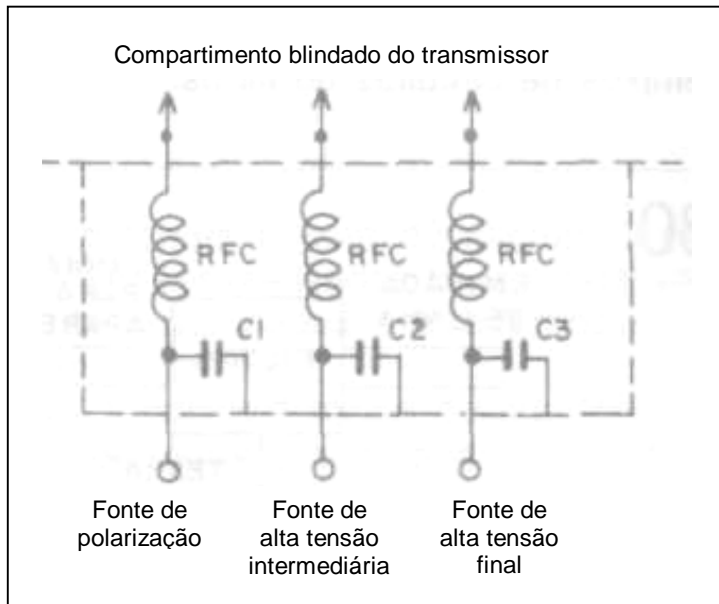 Compartimento blindado do transmissor
RFC RFC RFC
C1 C2 C3
Fonte de polarização
Fonte de alta tensão intermediária
Fonte de alta tensão final